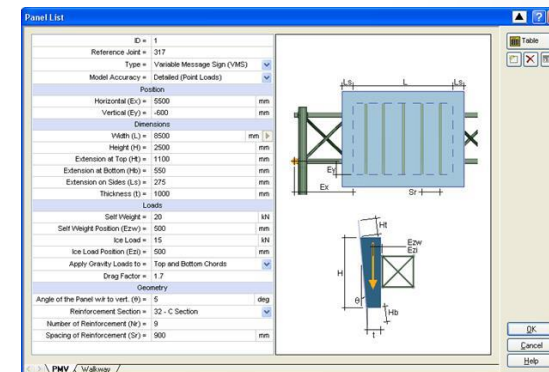 Panel List
ID = 1
Reference Joint = 317
Type = Variable Message Sign (VMS)
Model Accuracy = Detailed (Point Loads)
Position
Horizontal (Ex) = 5500 mm
Vertical (Ey) = -600 mm
Dimensions
Width (L) = 8500 mm
Height (H) = 2500 mm
Extension at Top (Ht) = 1100 mm
Extension at Bottom (Hb) = 550 mm
Extension on Sides (Ls) = 275 mm
Thickness (t) = 1000 mm
Loads
Self Weight = 20 kN
Self Weight Position (Ezw) = 500 mm
Ice Load = 15 kN
Ice Load Position (Ezi) = 500 mm
Apply Gravity Loads to = Top and Bottom Chords
Drag Factor = 1.7
Geometry
Angle of the Panel w.r to vert. (θ) = 5 deg
Reinforcement Section = 32 - C Section
Number of Reinforcement (Nr) = 9
Spacing of Reinforcement (Sr) = 900 mm
PMV Walkway
Ls L Ls
Ey
Ex Sr
Ht
Ezw
Ezi
H
θ
Hb
t
Table
OK
Cancel
Help